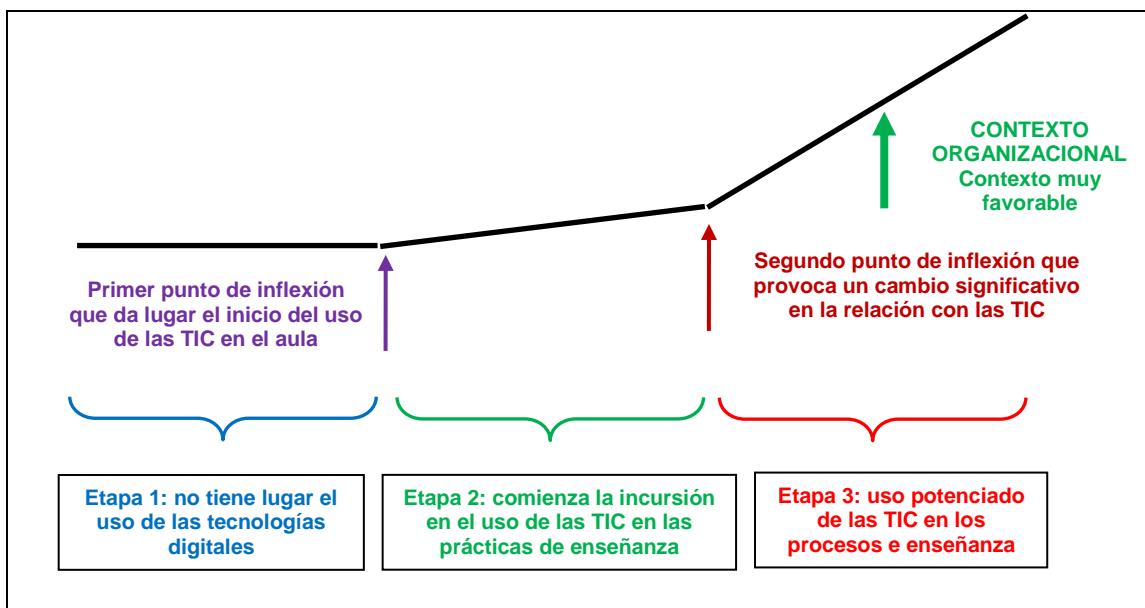 CONTEXTO
ORGANIZACIONAL
Contexto muy
favorable
Primer punto de inflexión
que da lugar el inicio del uso
de las TIC en el aula
Segundo punto de inflexión que
provoca un cambio significativo
en la relación con las TIC
Etapa 1: no tiene lugar el
uso de las tecnologías
digitales
Etapa 2: comienza la incursión
en el uso de las TIC en las
prácticas de enseñanza
Etapa 3: uso potenciado
de las TIC en los
procesos e enseñanza